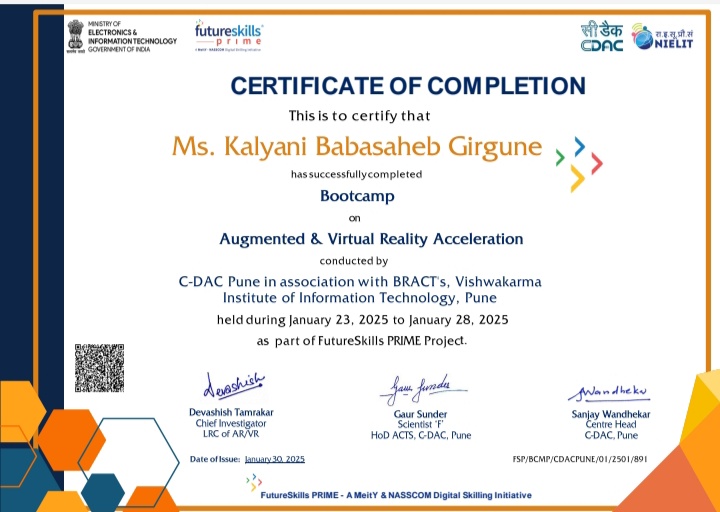 MINISTRY OF
ELECTRONICS &
INFORMATION TECHNOLOGY
GOVERNMENT OF INDIA
futureskills
prime
A MeitY - NASSCOM Digital Skilling Initiative
सी डैक
CDAC
रा.इ.सू.प्रौ.सं
NIELIT
CERTIFICATE OF COMPLETION
This is to certify that
Ms. Kalyani Babasaheb Girgune
has successfully completed
Bootcamp
on
Augmented & Virtual Reality Acceleration
conducted by
C-DAC Pune in association with BRACT's, Vishwakarma
Institute of Information Technology, Pune
held during January 23, 2025 to January 28, 2025
as part of FutureSkills PRIME Project.
Devashish
Gaur Sunder
Wandhekar
Devashish Tamrakar
Chief Investigator
LRC of AR/VR
Gaur Sunder
Scientist 'F'
HoD ACTS, C-DAC, Pune
Sanjay Wandhekar
Centre Head
C-DAC, Pune
Date of Issue: January 30, 2025
FSP/BCMP/CDACPUNE/01/2501/891
FutureSkills PRIME - A MeitY & NASSCOM Digital Skilling Initiative